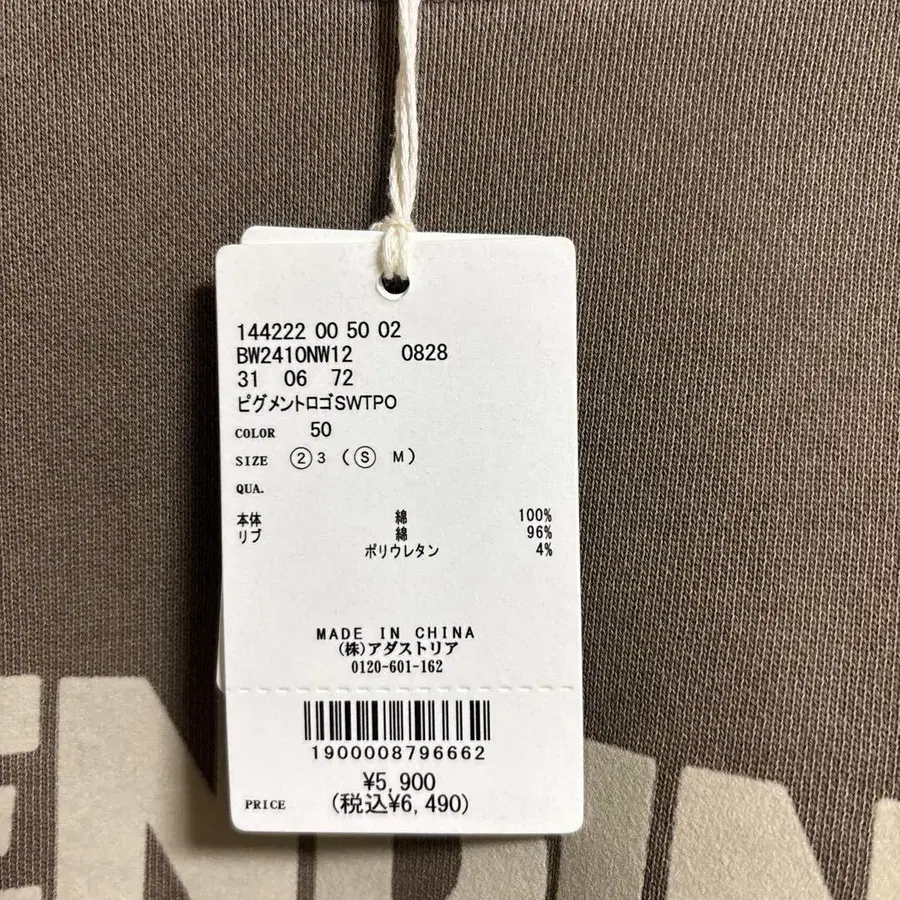 144222 00 50 02
BW2410NW12 0828
31 06 72
ピグメントロゴSWTPO
COLOR 50
SIZE ②3 (Ⓢ M)
QUA.
本体 綿 100%
リブ 綿 96%
ポリウレタン 4%
MADE IN CHINA
(株)アダストリア
0120-601-162
1900008796662
¥5,900
PRICE (税込¥6,490)
ENDIN